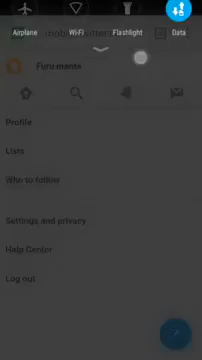 Airplane Wi-Fi Flashlight Data
Profile
Lists
Who to follow
Settings and privacy
Help Center
Log out